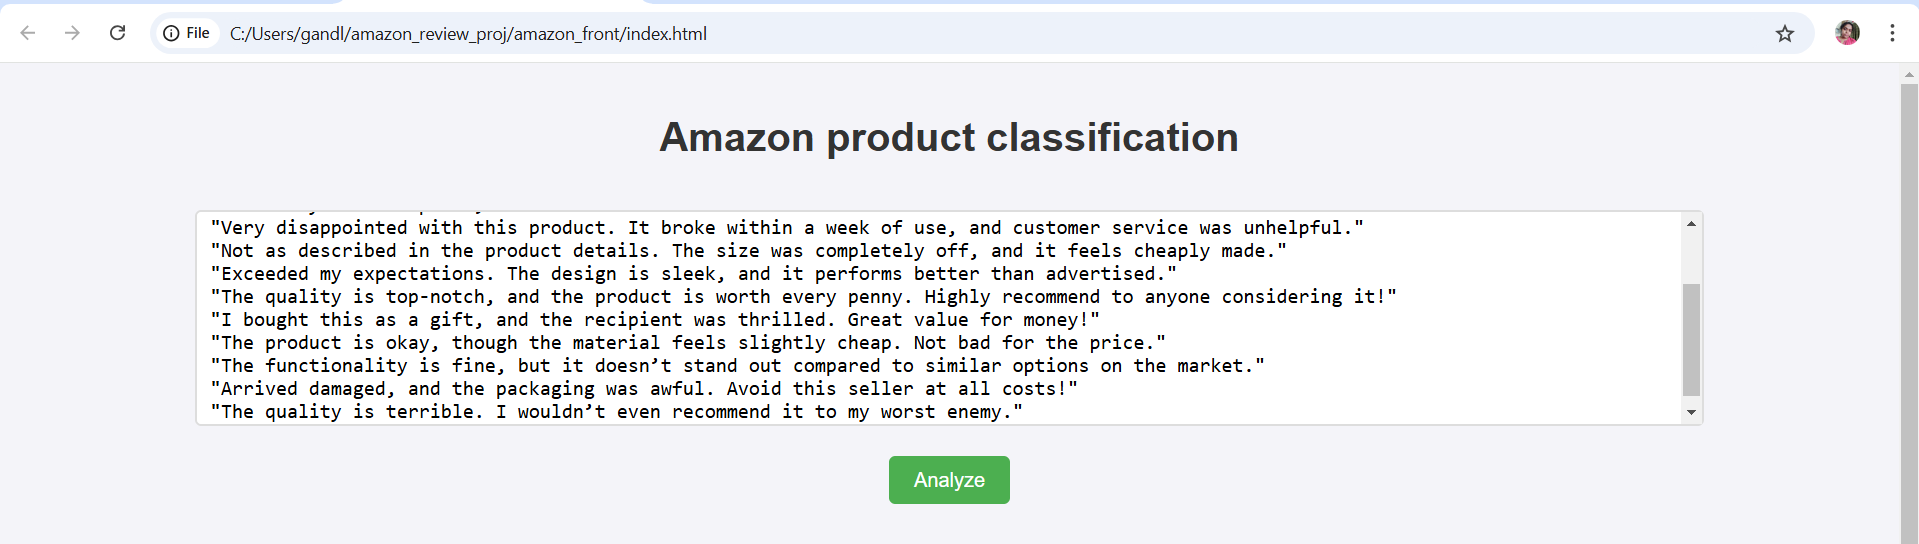 File
C:/Users/gandl/amazon_review_proj/amazon_front/index.html
Amazon product classification
"Very disappointed with this product. It broke within a week of use, and customer service was unhelpful."
"Not as described in the product details. The size was completely off, and it feels cheaply made."
"Exceeded my expectations. The design is sleek, and it performs better than advertised."
"The quality is top-notch, and the product is worth every penny. Highly recommend to anyone considering it!"
"I bought this as a gift, and the recipient was thrilled. Great value for money!"
"The product is okay, though the material feels slightly cheap. Not bad for the price."
"The functionality is fine, but it doesn’t stand out compared to similar options on the market."
"Arrived damaged, and the packaging was awful. Avoid this seller at all costs!"
"The quality is terrible. I wouldn’t even recommend it to my worst enemy."
Analyze